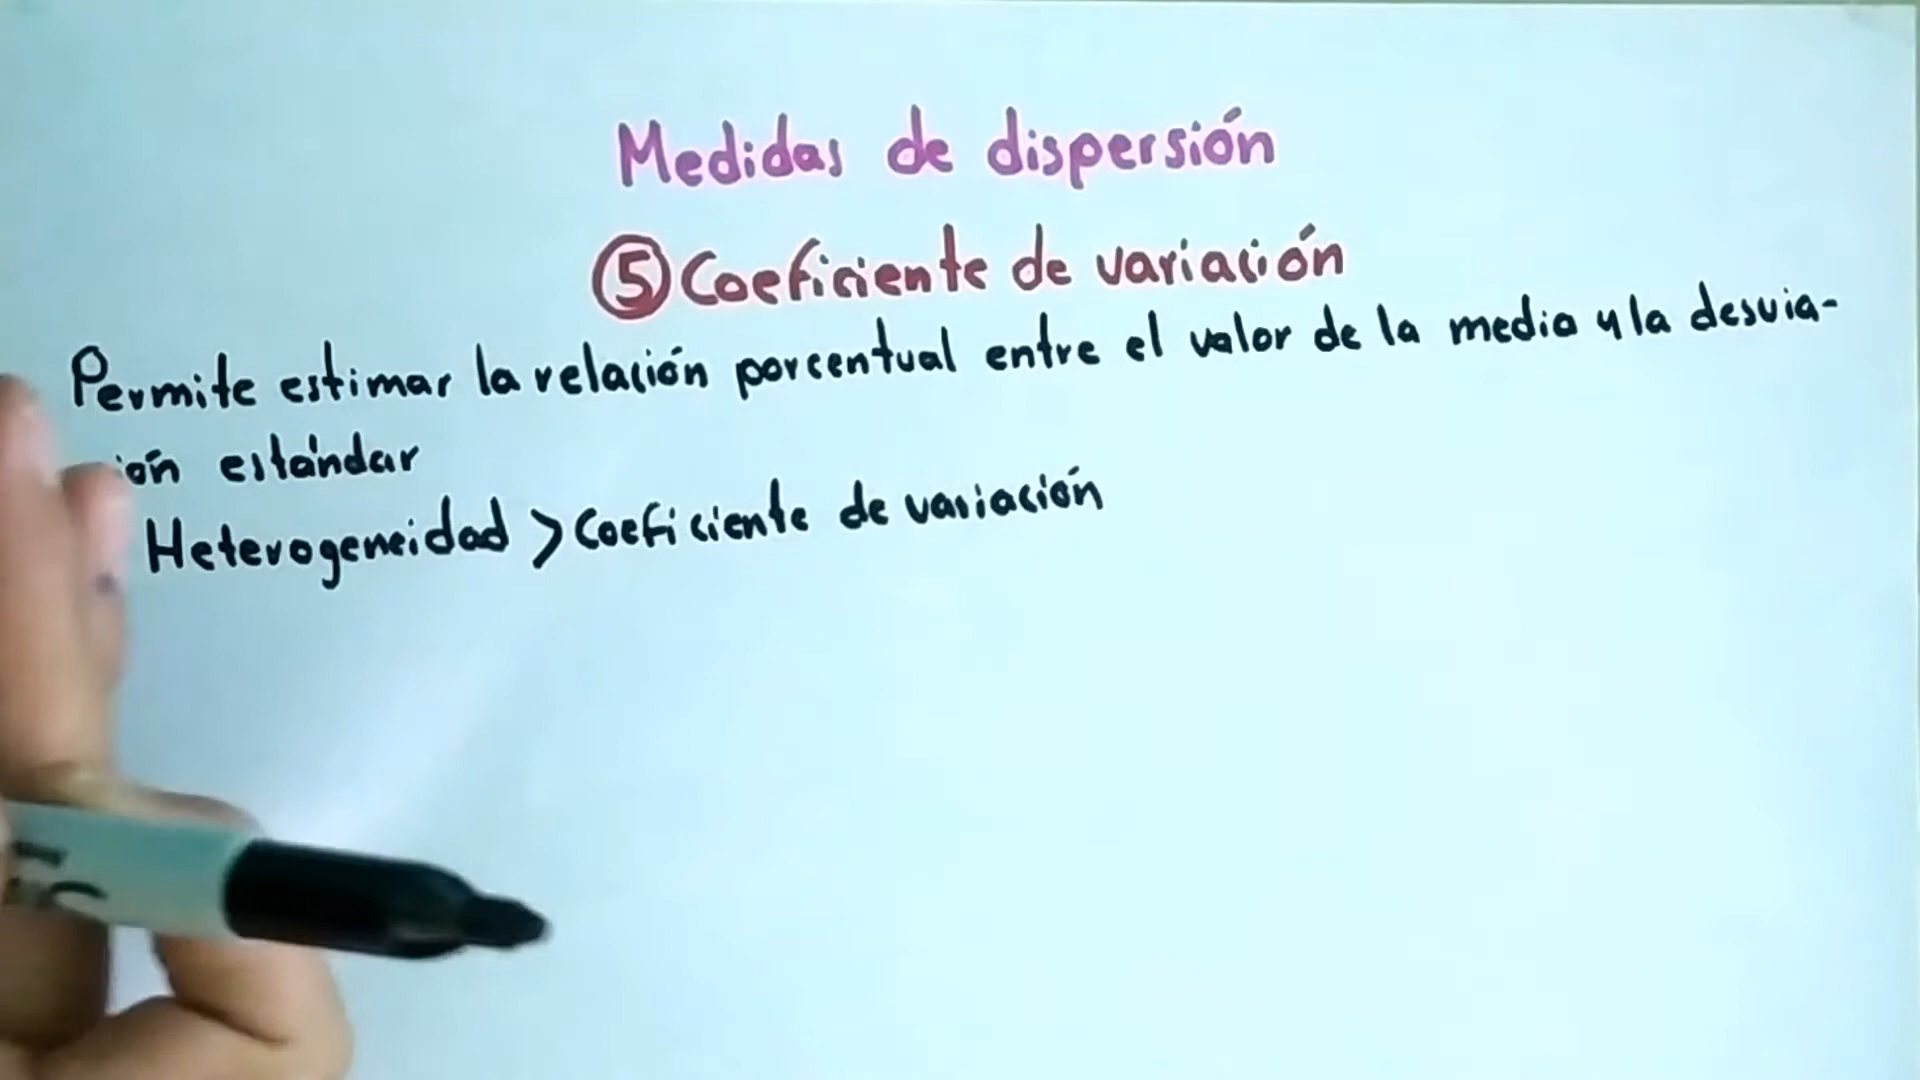 Medidas de dispersión
⑤ Coeficiente de variación
Permite estimar la relación porcentual entre el valor de la media y la desvia-
ión estándar
Heterogeneidad > Coeficiente de variación